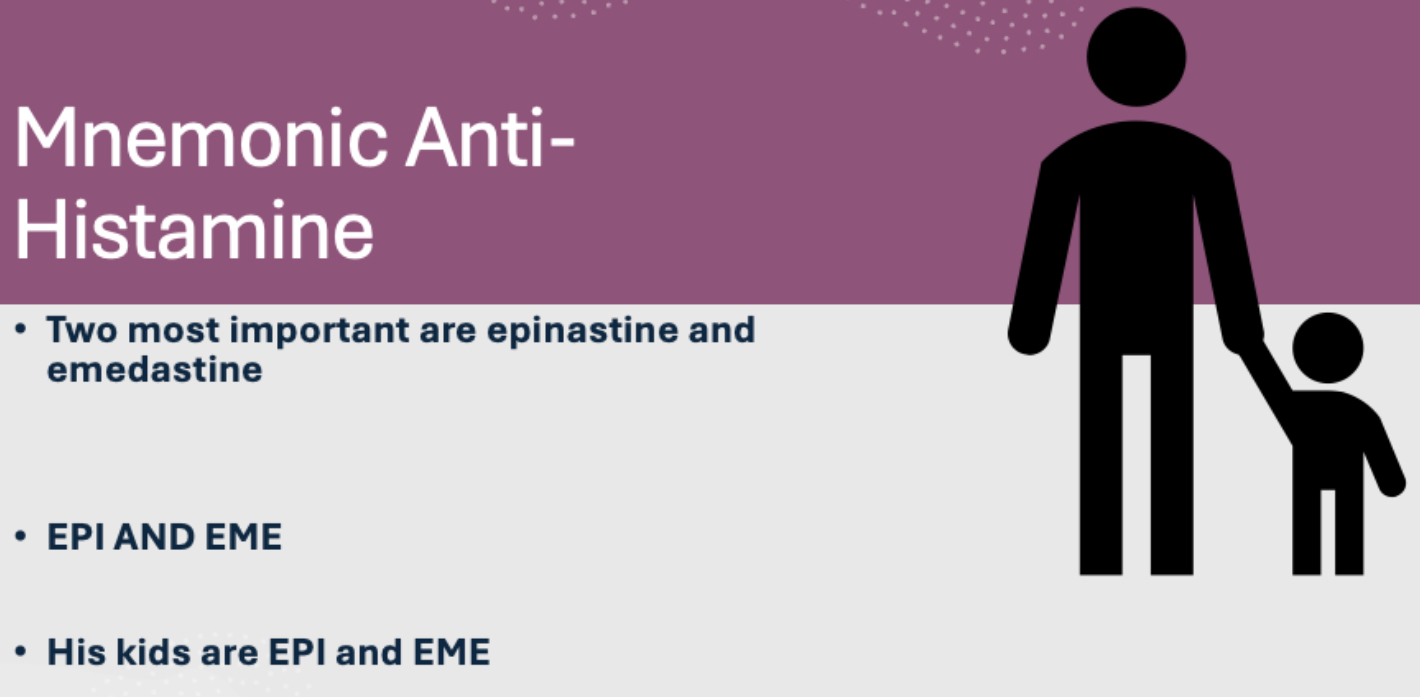 Mnemonic Anti-
Histamine
• Two most important are epinastine and
emedastine
• EPI AND EME
• His kids are EPI and EME